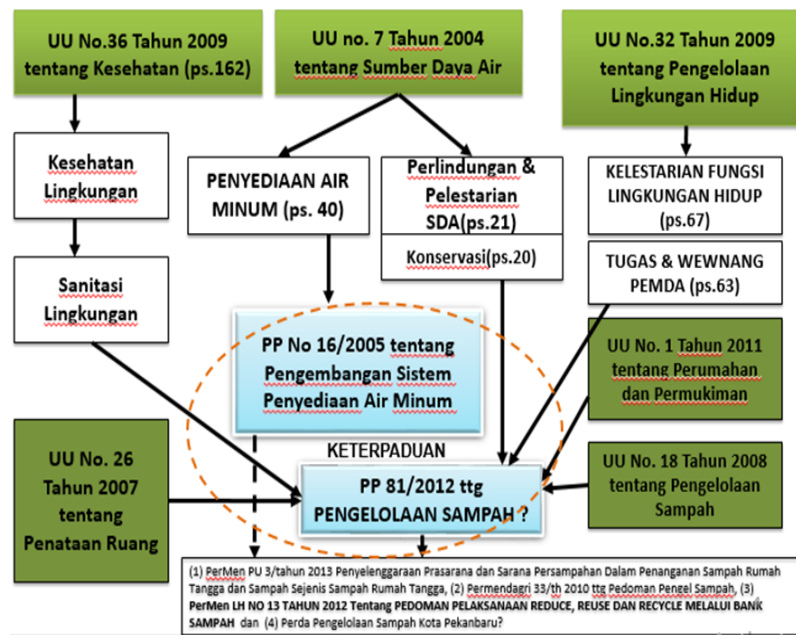 UU No.36 Tahun 2009
tentang Kesehatan (ps.162)
UU no. 7 Tahun 2004
tentang Sumber Daya Air
UU No.32 Tahun 2009
tentang Pengelolaan
Lingkungan Hidup
Kesehatan
Lingkungan
PENYEDIAAN AIR
MINUM (ps. 40)
Perlindungan &
Pelestarian
SDA(ps.21)
Konservasi(ps.20)
KELESTARIAN FUNGSI
LINGKUNGAN HIDUP
(ps.67)
TUGAS & WEWNANG
PEMDA (ps.63)
Sanitasi
Lingkungan
PP No 16/2005 tentang
Pengembangan Sistem
Penyediaan Air Minum
UU No. 1 Tahun 2011
tentang Perumahan
dan Permukiman
KETERPADUAN
UU No. 26
Tahun 2007
tentang
Penataan Ruang
PP 81/2012 ttg
PENGELOLAAN SAMPAH ?
UU No. 18 Tahun 2008
tentang Pengelolaan
Sampah
(1) PerMen PU 3/tahun 2013 Penyelenggaraan Prasarana dan Sarana Persampahan Dalam Penanganan Sampah Rumah
Tangga dan Sampah Sejenis Sampah Rumah Tangga, (2) Permendagri 33/th 2010 ttg Pedoman Pengel Sampah, (3)
PerMen LH NO 13 TAHUN 2012 Tentang PEDOMAN PELAKSANAAN REDUCE, REUSE DAN RECYCLE MELALUI BANK
SAMPAH dan (4) Perda Pengelolaan Sampah Kota Pekanbaru?